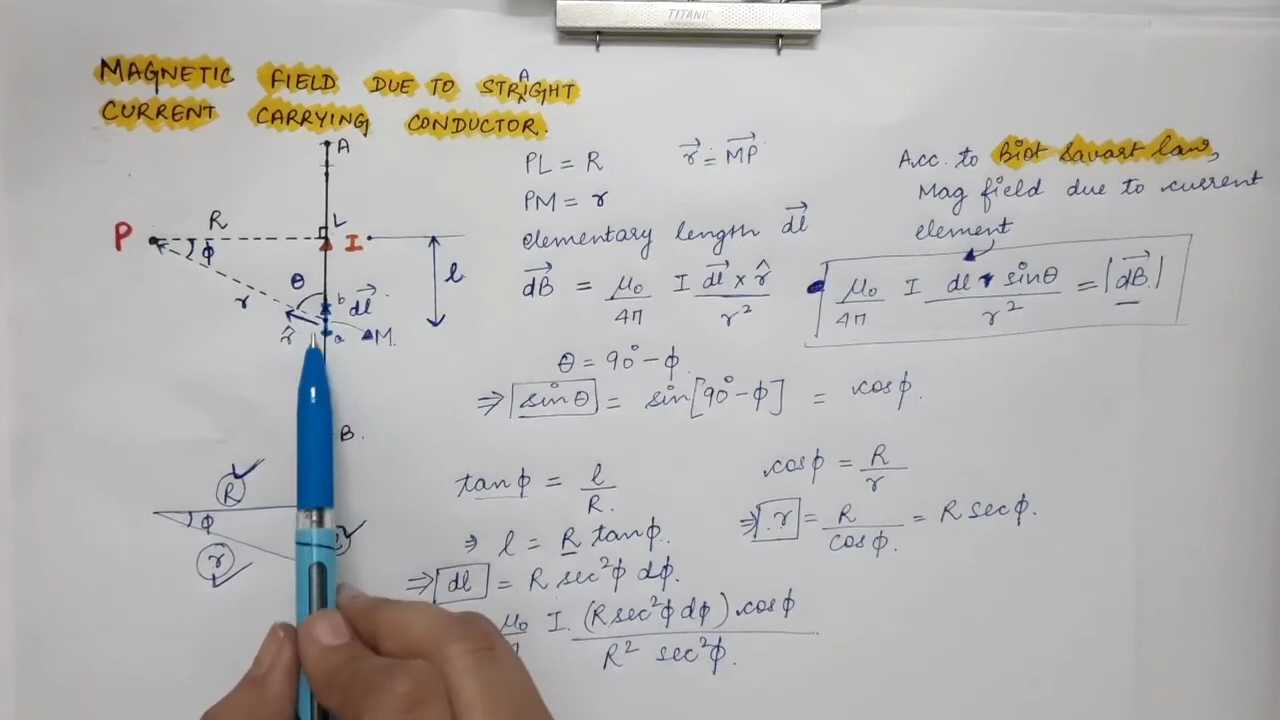 TITANIC
MAGNETIC FIELD DUE TO STRAIGHT
CURRENT CARRYING CONDUCTOR.
A
R
L
P
I
ϕ
θ
r
b
dl⃗
l
r̂
a
M.
B.
R
ϕ
r
PL = R
r⃗ = MP⃗
PM = r
elementary length dl⃗
dB⃗ = μ₀/4π I dl⃗ × r̂/r²
Acc. to Biot Savart law,
Mag field due to current
element
μ₀/4π I dl sinθ/r² = |dB⃗|
θ = 90° − ϕ
⇒ sinθ = sin[90° − ϕ] = cosϕ.
tanϕ = l/R.
⇒ l = R tanϕ.
⇒ dl = R sec²ϕ dϕ.
cosϕ = R/r
⇒ r = R/cosϕ. = R secϕ.
μ₀ I. (R sec²ϕ dϕ) cosϕ/R² sec²ϕ.